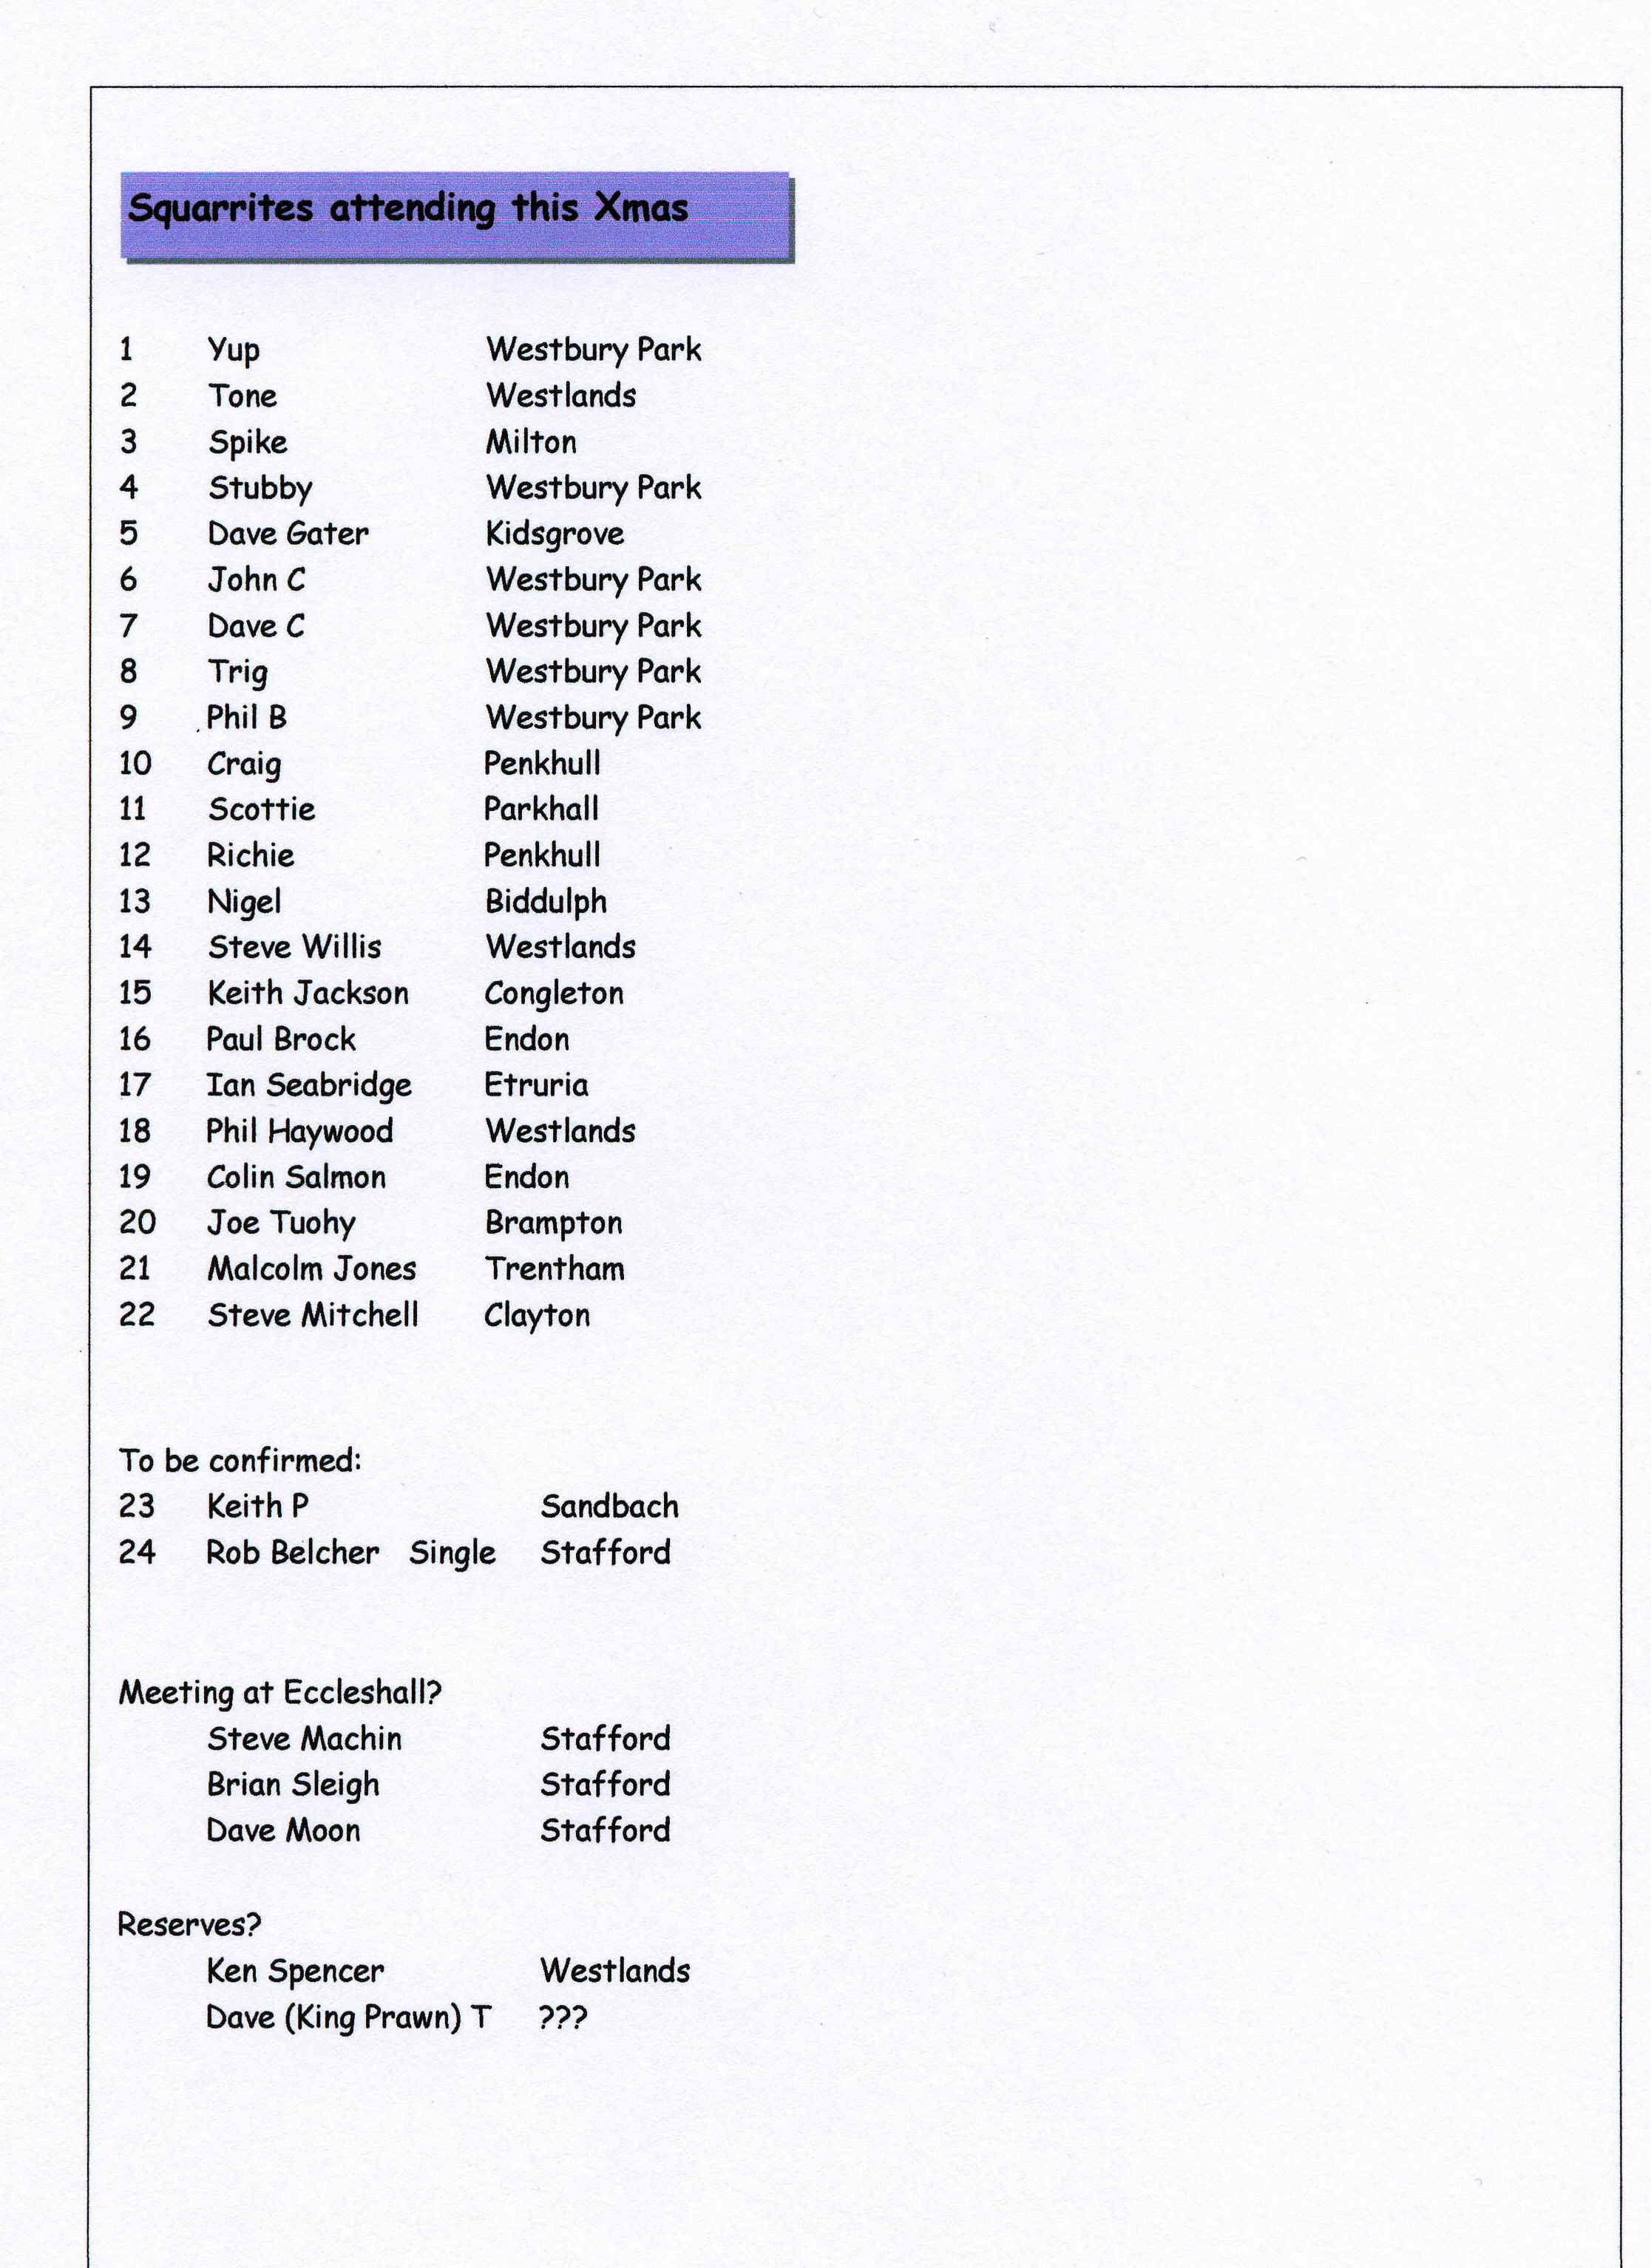 Squarrites attending this Xmas
1 Yup Westbury Park
2 Tone Westlands
3 Spike Milton
4 Stubby Westbury Park
5 Dave Gater Kidsgrove
6 John C Westbury Park
7 Dave C Westbury Park
8 Trig Westbury Park
9 Phil B Westbury Park
10 Craig Penkhull
11 Scottie Parkhall
12 Richie Penkhull
13 Nigel Biddulph
14 Steve Willis Westlands
15 Keith Jackson Congleton
16 Paul Brock Endon
17 Ian Seabridge Etruria
18 Phil Haywood Westlands
19 Colin Salmon Endon
20 Joe Tuohy Brampton
21 Malcolm Jones Trentham
22 Steve Mitchell Clayton
To be confirmed:
23 Keith P Sandbach
24 Rob Belcher Single Stafford
Meeting at Eccleshall?
Steve Machin Stafford
Brian Sleigh Stafford
Dave Moon Stafford
Reserves?
Ken Spencer Westlands
Dave (King Prawn) T ???